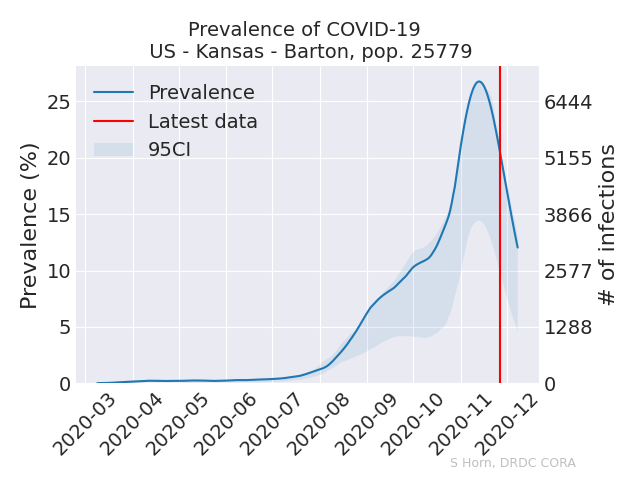 Prevalence of COVID-19
US - Kansas - Barton, pop. 25779
Prevalence
Latest data
95CI
Prevalence (%)
25
20
15
10
5
0
6444
5155
3866
2577
1288
0
# of infections
2020-03
2020-04
2020-05
2020-06
2020-07
2020-08
2020-09
2020-10
2020-11
2020-12
S Horn, DRDC CORA